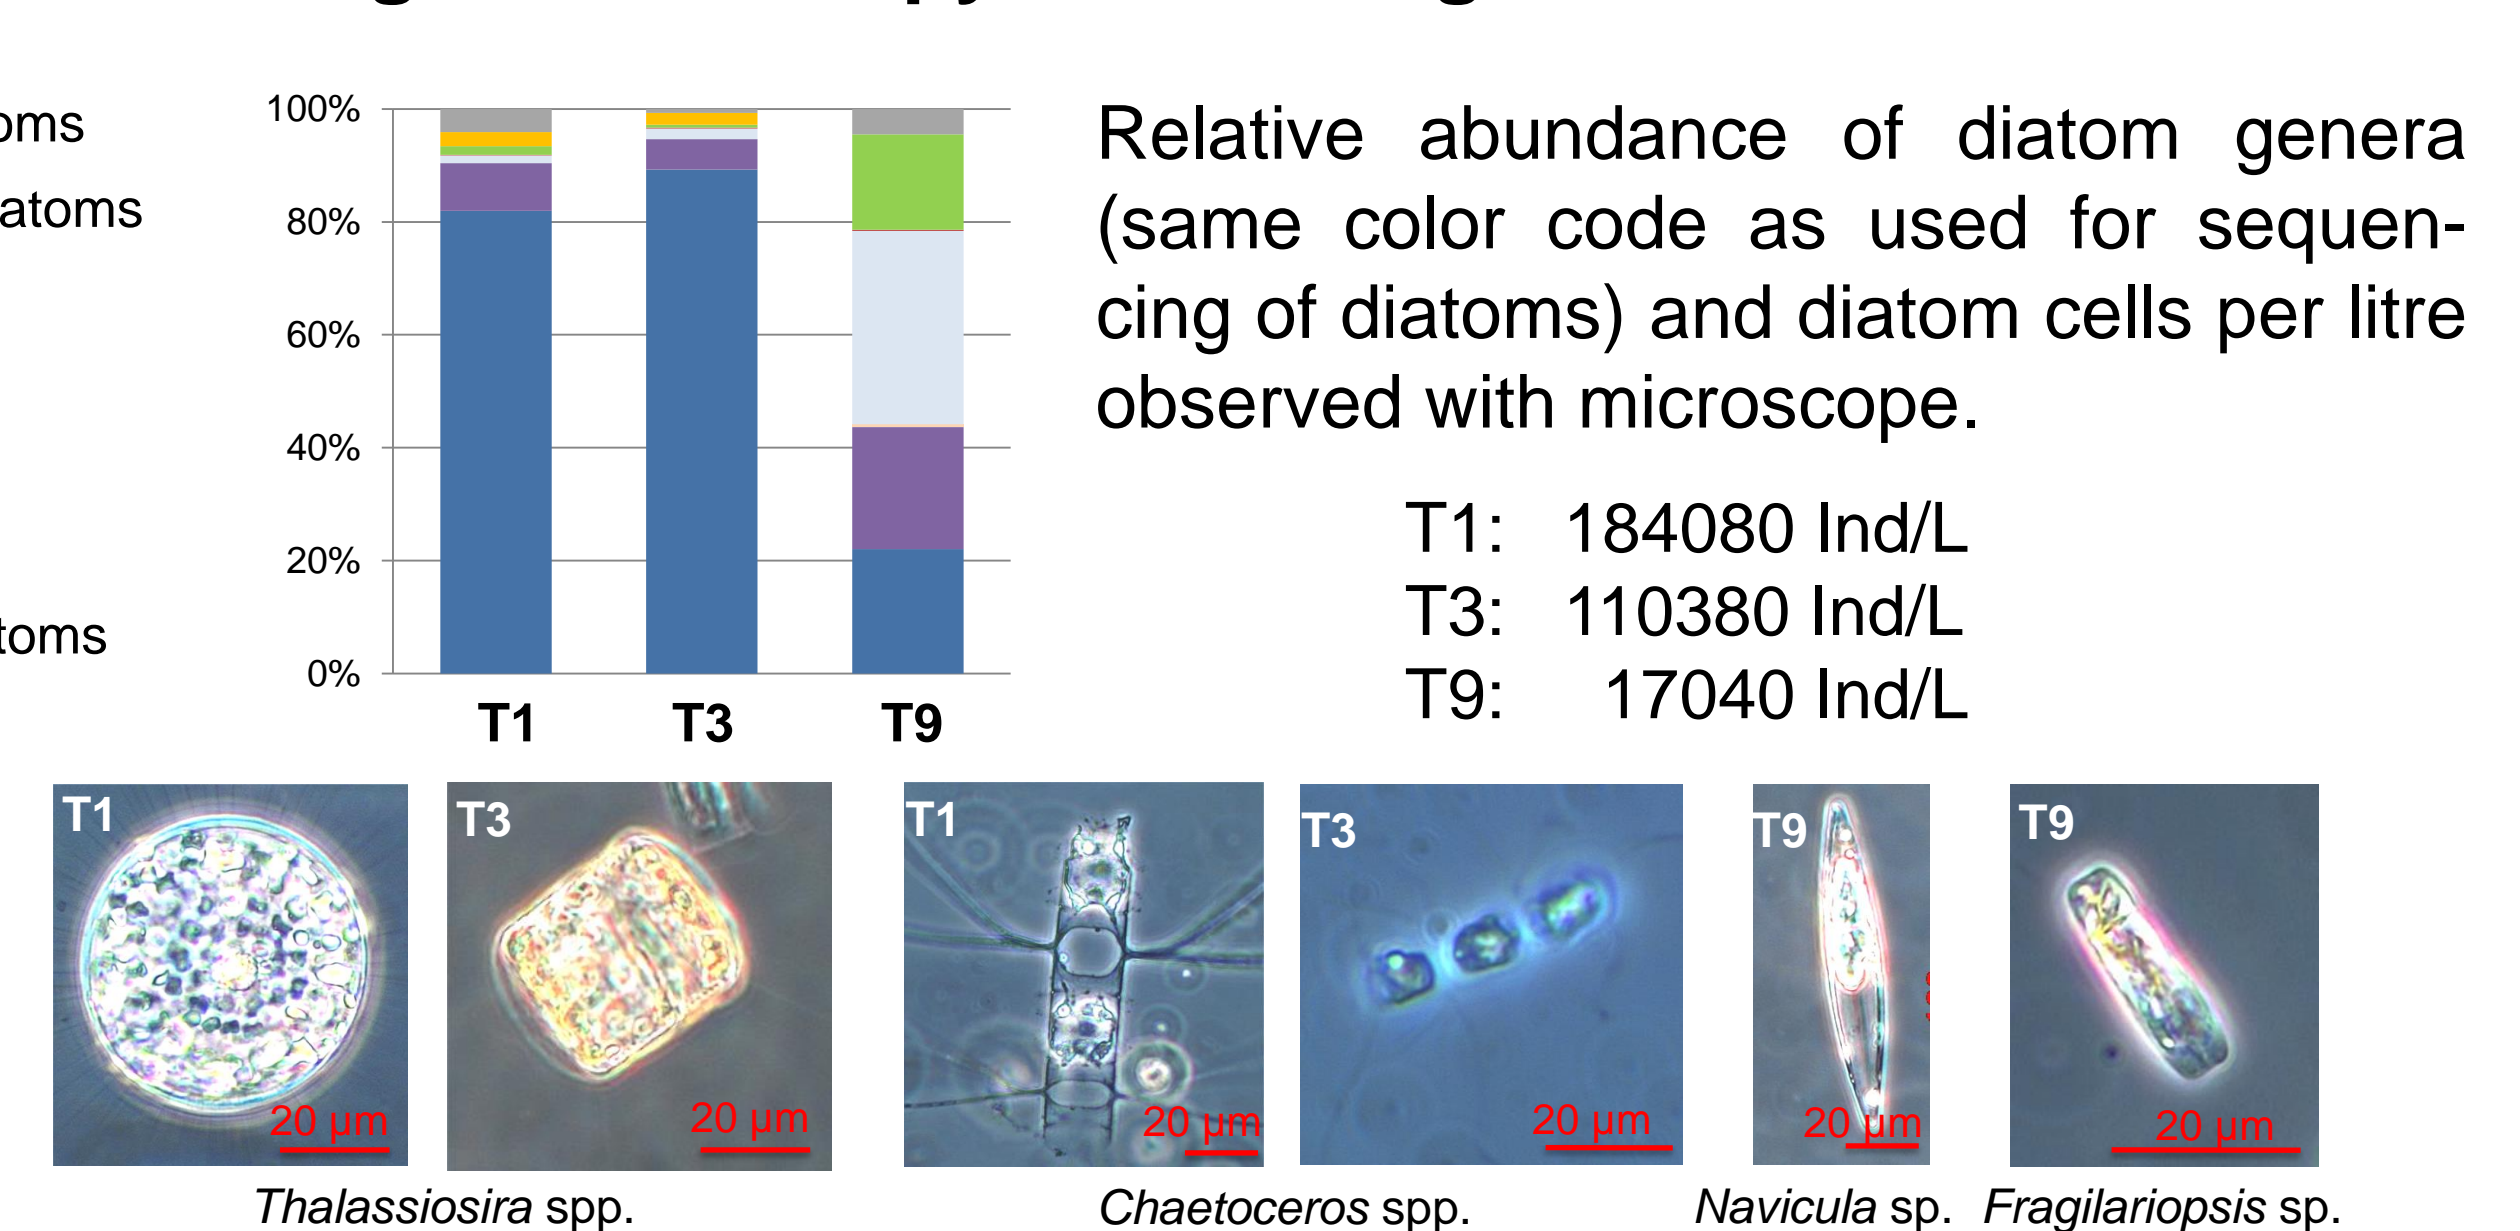 100%
80%
60%
40%
20%
0%
T1 T3 T9
Relative abundance of diatom genera
(same color code as used for sequen-
cing of diatoms) and diatom cells per litre
observed with microscope.
T1: 184080 Ind/L
T3: 110380 Ind/L
T9: 17040 Ind/L
T1 T3 T1 T3 T9 T9
20 µm 20 µm 20 µm 20 µm 20 µm 20 µm
Thalassiosira spp. Chaetoceros spp. Navicula sp. Fragilariopsis sp.